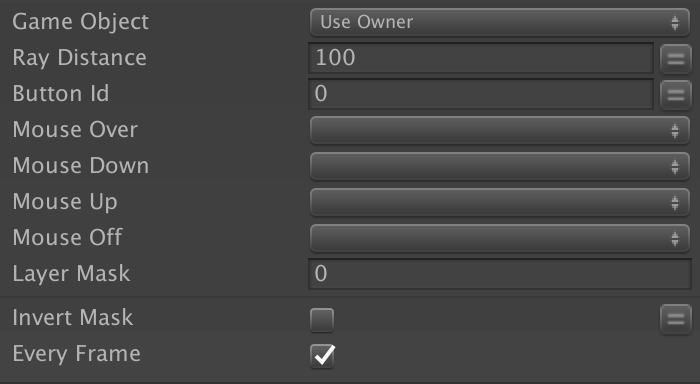 Game Object Use Owner
Ray Distance 100
Button Id 0
Mouse Over
Mouse Down
Mouse Up
Mouse Off
Layer Mask 0
Invert Mask
Every Frame